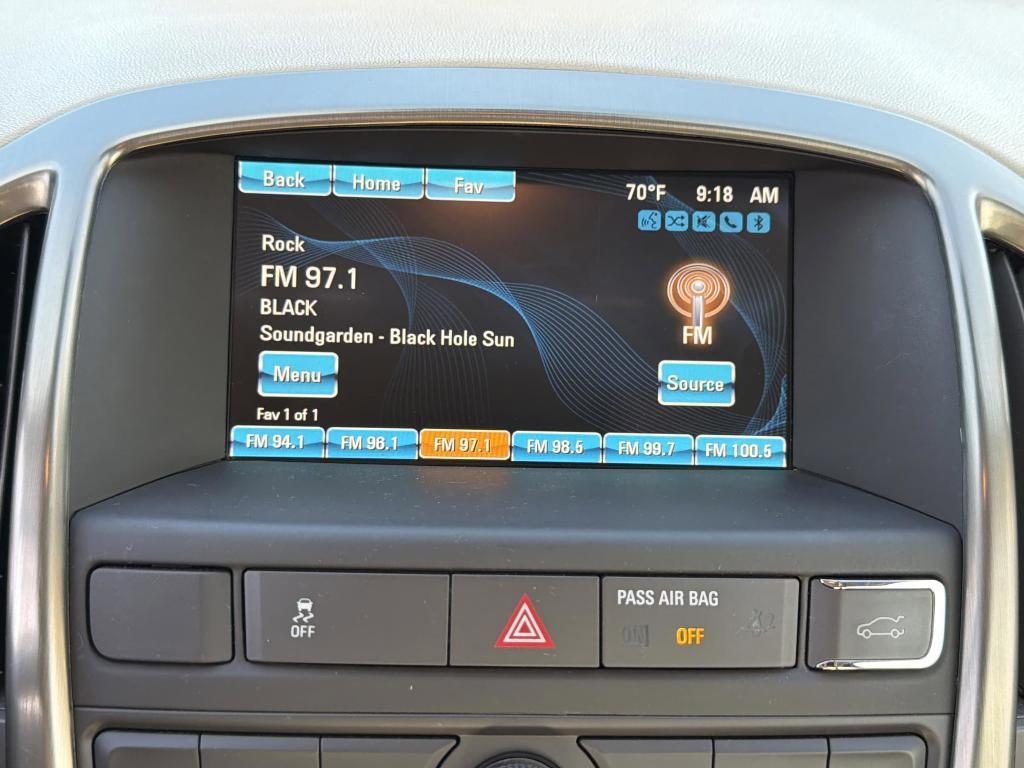 Back Home Fav 70°F 9:18 AM
Rock
FM 97.1
BLACK
Soundgarden - Black Hole Sun
FM
Menu Source
Fav 1 of 1
FM 94.1 FM 96.1 FM 97.1 FM 98.5 FM 99.7 FM 100.5
OFF
PASS AIR BAG
ON OFF